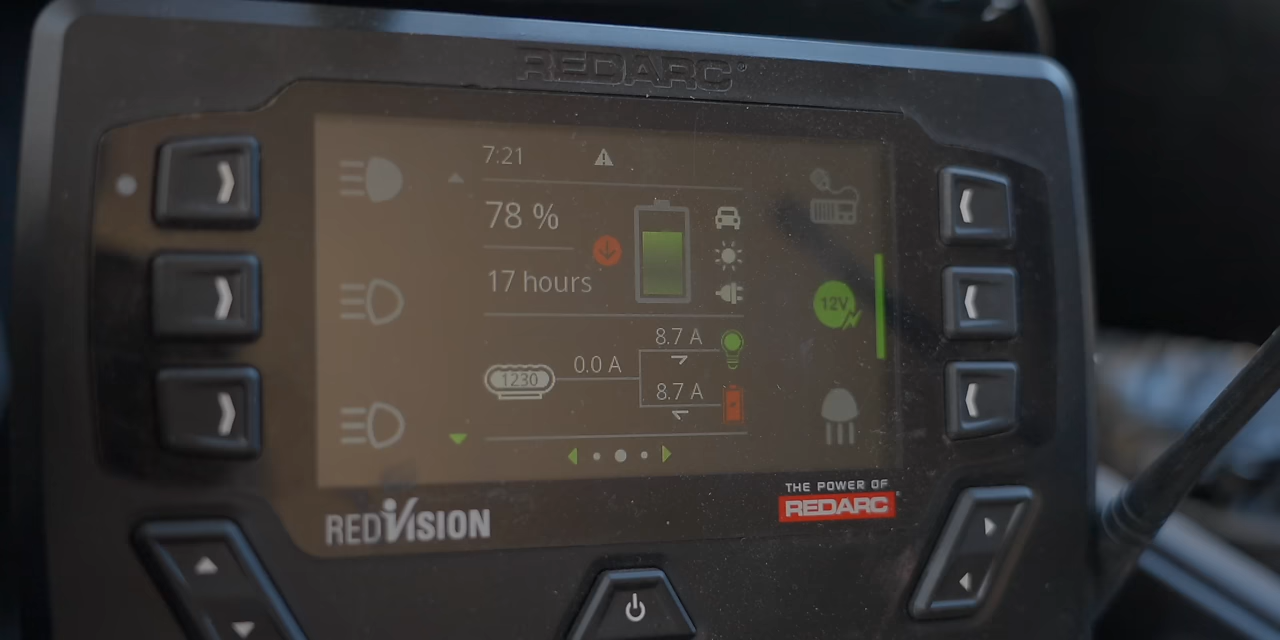 REDARC
7:21
78 %
17 hours
12V
8.7 A
0.0 A
1230
8.7 A
REDVISION
THE POWER OF
REDARC